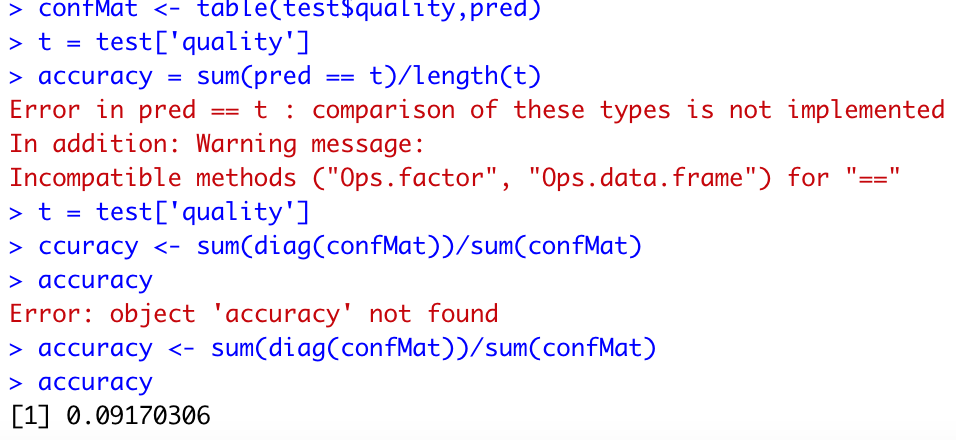 > confMat <- table(test$quality,pred)
> t = test['quality']
> accuracy = sum(pred == t)/length(t)
Error in pred == t : comparison of these types is not implemented
In addition: Warning message:
Incompatible methods ("Ops.factor", "Ops.data.frame") for "=="
> t = test['quality']
> ccuracy <- sum(diag(confMat))/sum(confMat)
> accuracy
Error: object 'accuracy' not found
> accuracy <- sum(diag(confMat))/sum(confMat)
> accuracy
[1] 0.09170306